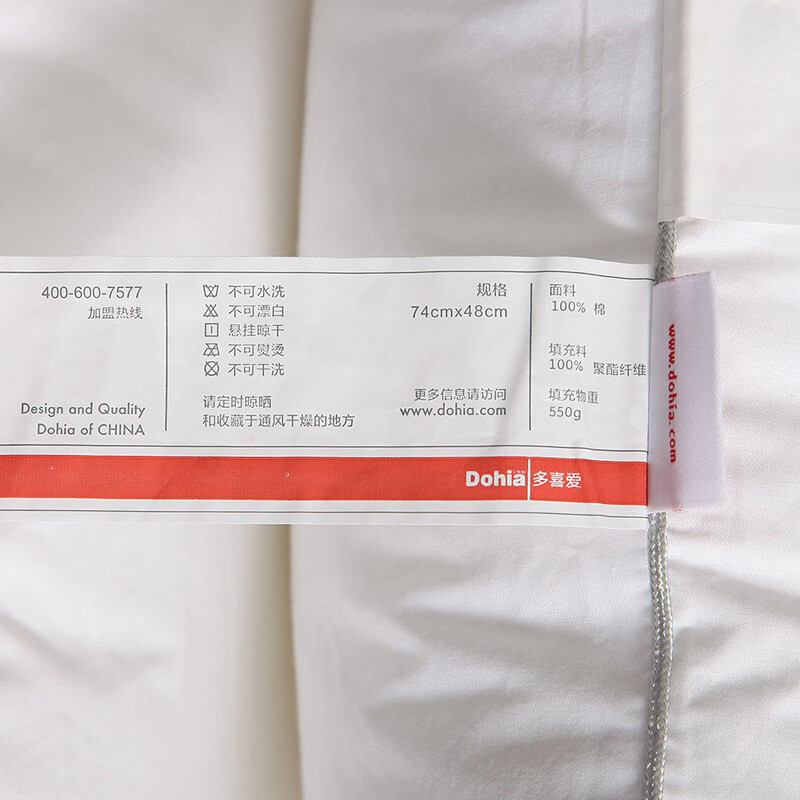 400-600-7577
加盟热线
Design and Quality
Dohia of CHINA
不可水洗
不可漂白
悬挂晾干
不可熨烫
不可干洗
请定时晾晒
和收藏于通风干燥的地方
规格
74cmx48cm
更多信息请访问
www.dohia.com
面料
100% 棉
填充料
100% 聚酯纤维
填充物重
550g
Dohia 多喜爱
www.dohia.com